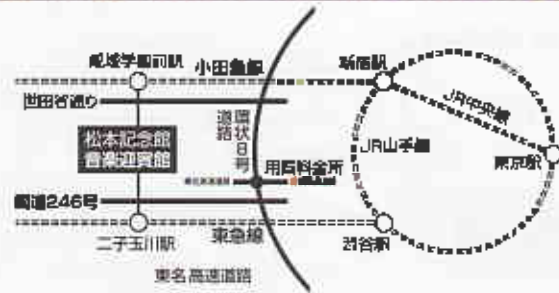 成城学園前駅
小田急線
新宿駅
世田谷通り
JR中央線
環状8号
道路
松本記念館
音楽迎賓館
JR山手線
用賀料金所
東京駅
国道246号
二子玉川駅
東急線
渋谷駅
東名高速道路